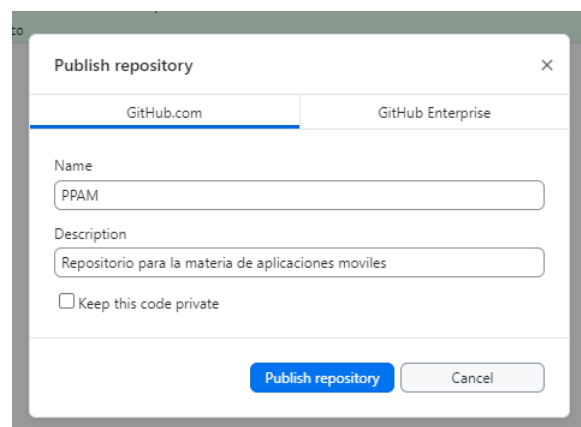 to
Publish repository
GitHub.com GitHub Enterprise
Name
PPAM
Description
Repositorio para la materia de aplicaciones moviles
Keep this code private
Publish repository Cancel